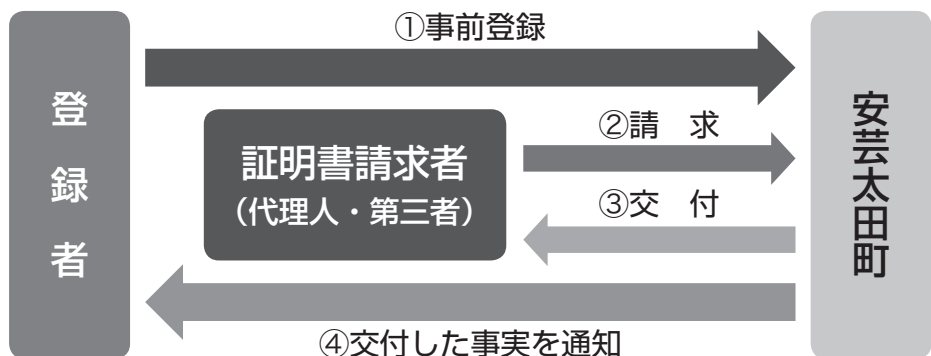 ①事前登録
登録者
証明書請求者
（代理人・第三者）
②請　求
③交　付
安芸太田町
④交付した事実を通知